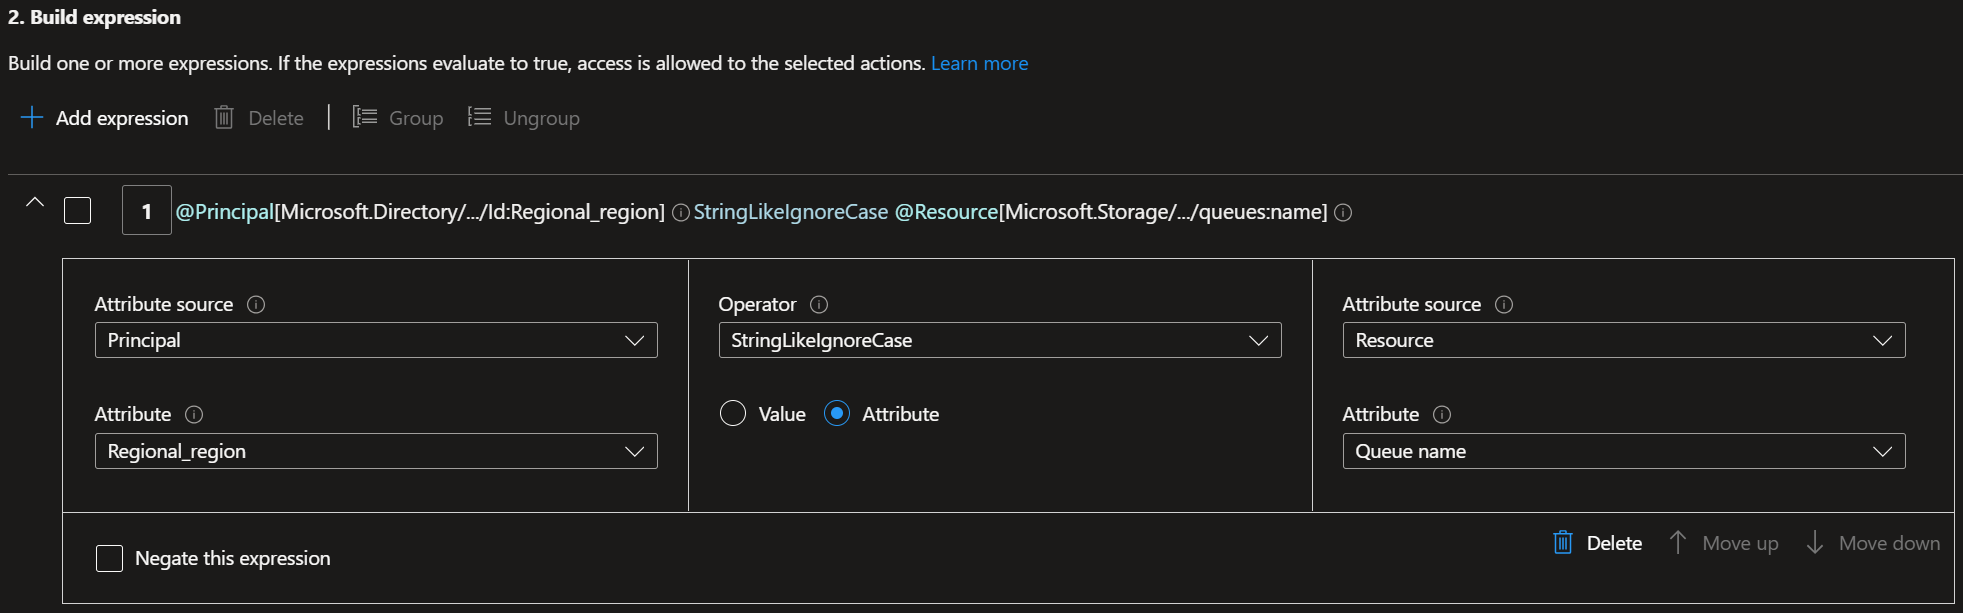 2. Build expression
Build one or more expressions. If the expressions evaluate to true, access is allowed to the selected actions. Learn more
Add expression Delete | Group Ungroup
1 @Principal[Microsoft.Directory/.../Id:Regional_region] StringLikeIgnoreCase @Resource[Microsoft.Storage/.../queues:name]
Attribute source Operator Attribute source
Principal StringLikeIgnoreCase Resource
Attribute Value Attribute Attribute
Regional_region Queue name
Negate this expression Delete Move up Move down